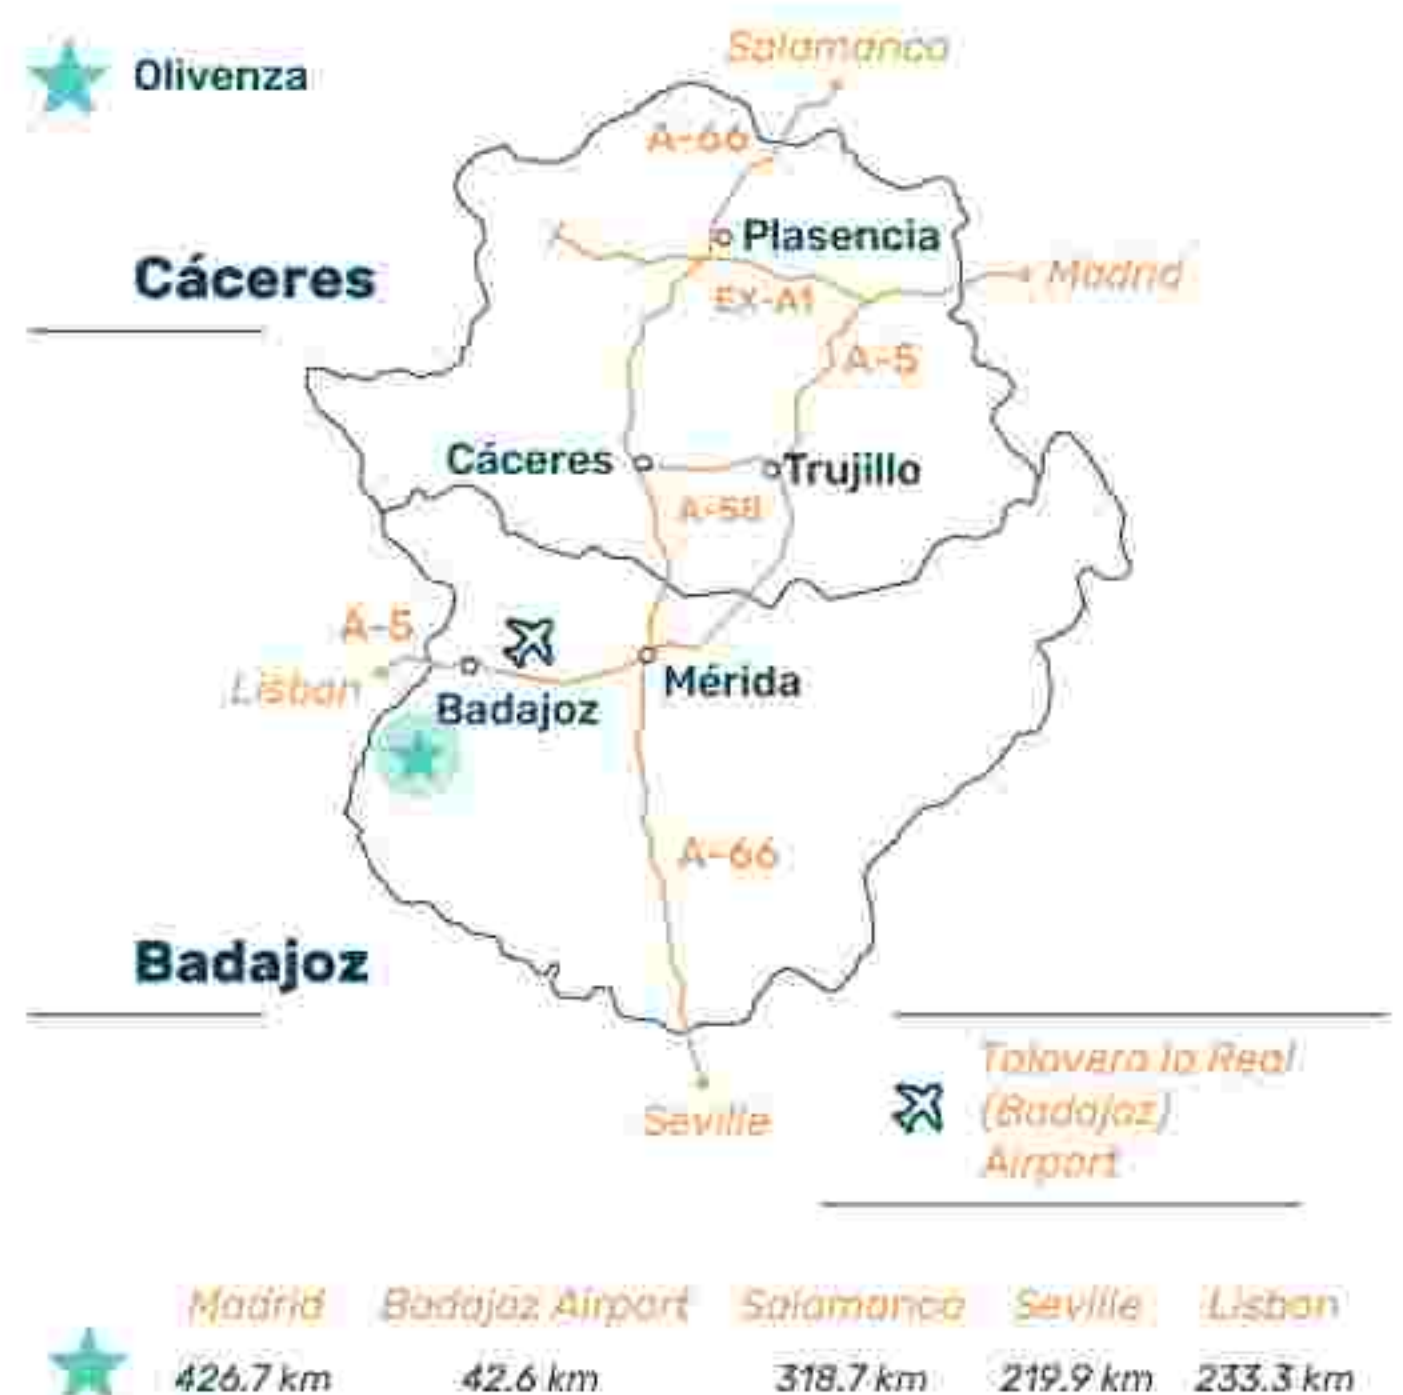 Olivenza
Salamanca
A-66
Plasencia
Cáceres
Madrid
EX-A1
A-5
Cáceres
Trujillo
A-58
A-5
Lisbon
Mérida
Badajoz
A-66
Badajoz
Talavera la Real
(Badajoz)
Airport
Seville
Madrid Badajoz Airport Salamanca Seville Lisbon
426.7 km 42.6 km 318.7 km 219.9 km 233.3 km